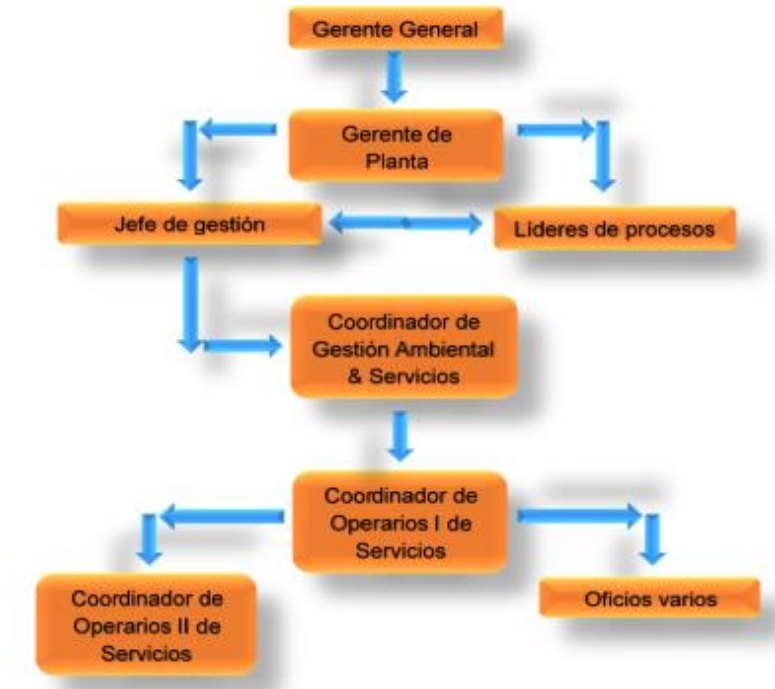 Gerente General
Gerente de
Planta
Jefe de gestión
Líderes de procesos
Coordinador de
Gestión Ambiental
& Servicios
Coordinador de
Operarios I de
Servicios
Coordinador de
Operarios II de
Servicios
Oficios varios